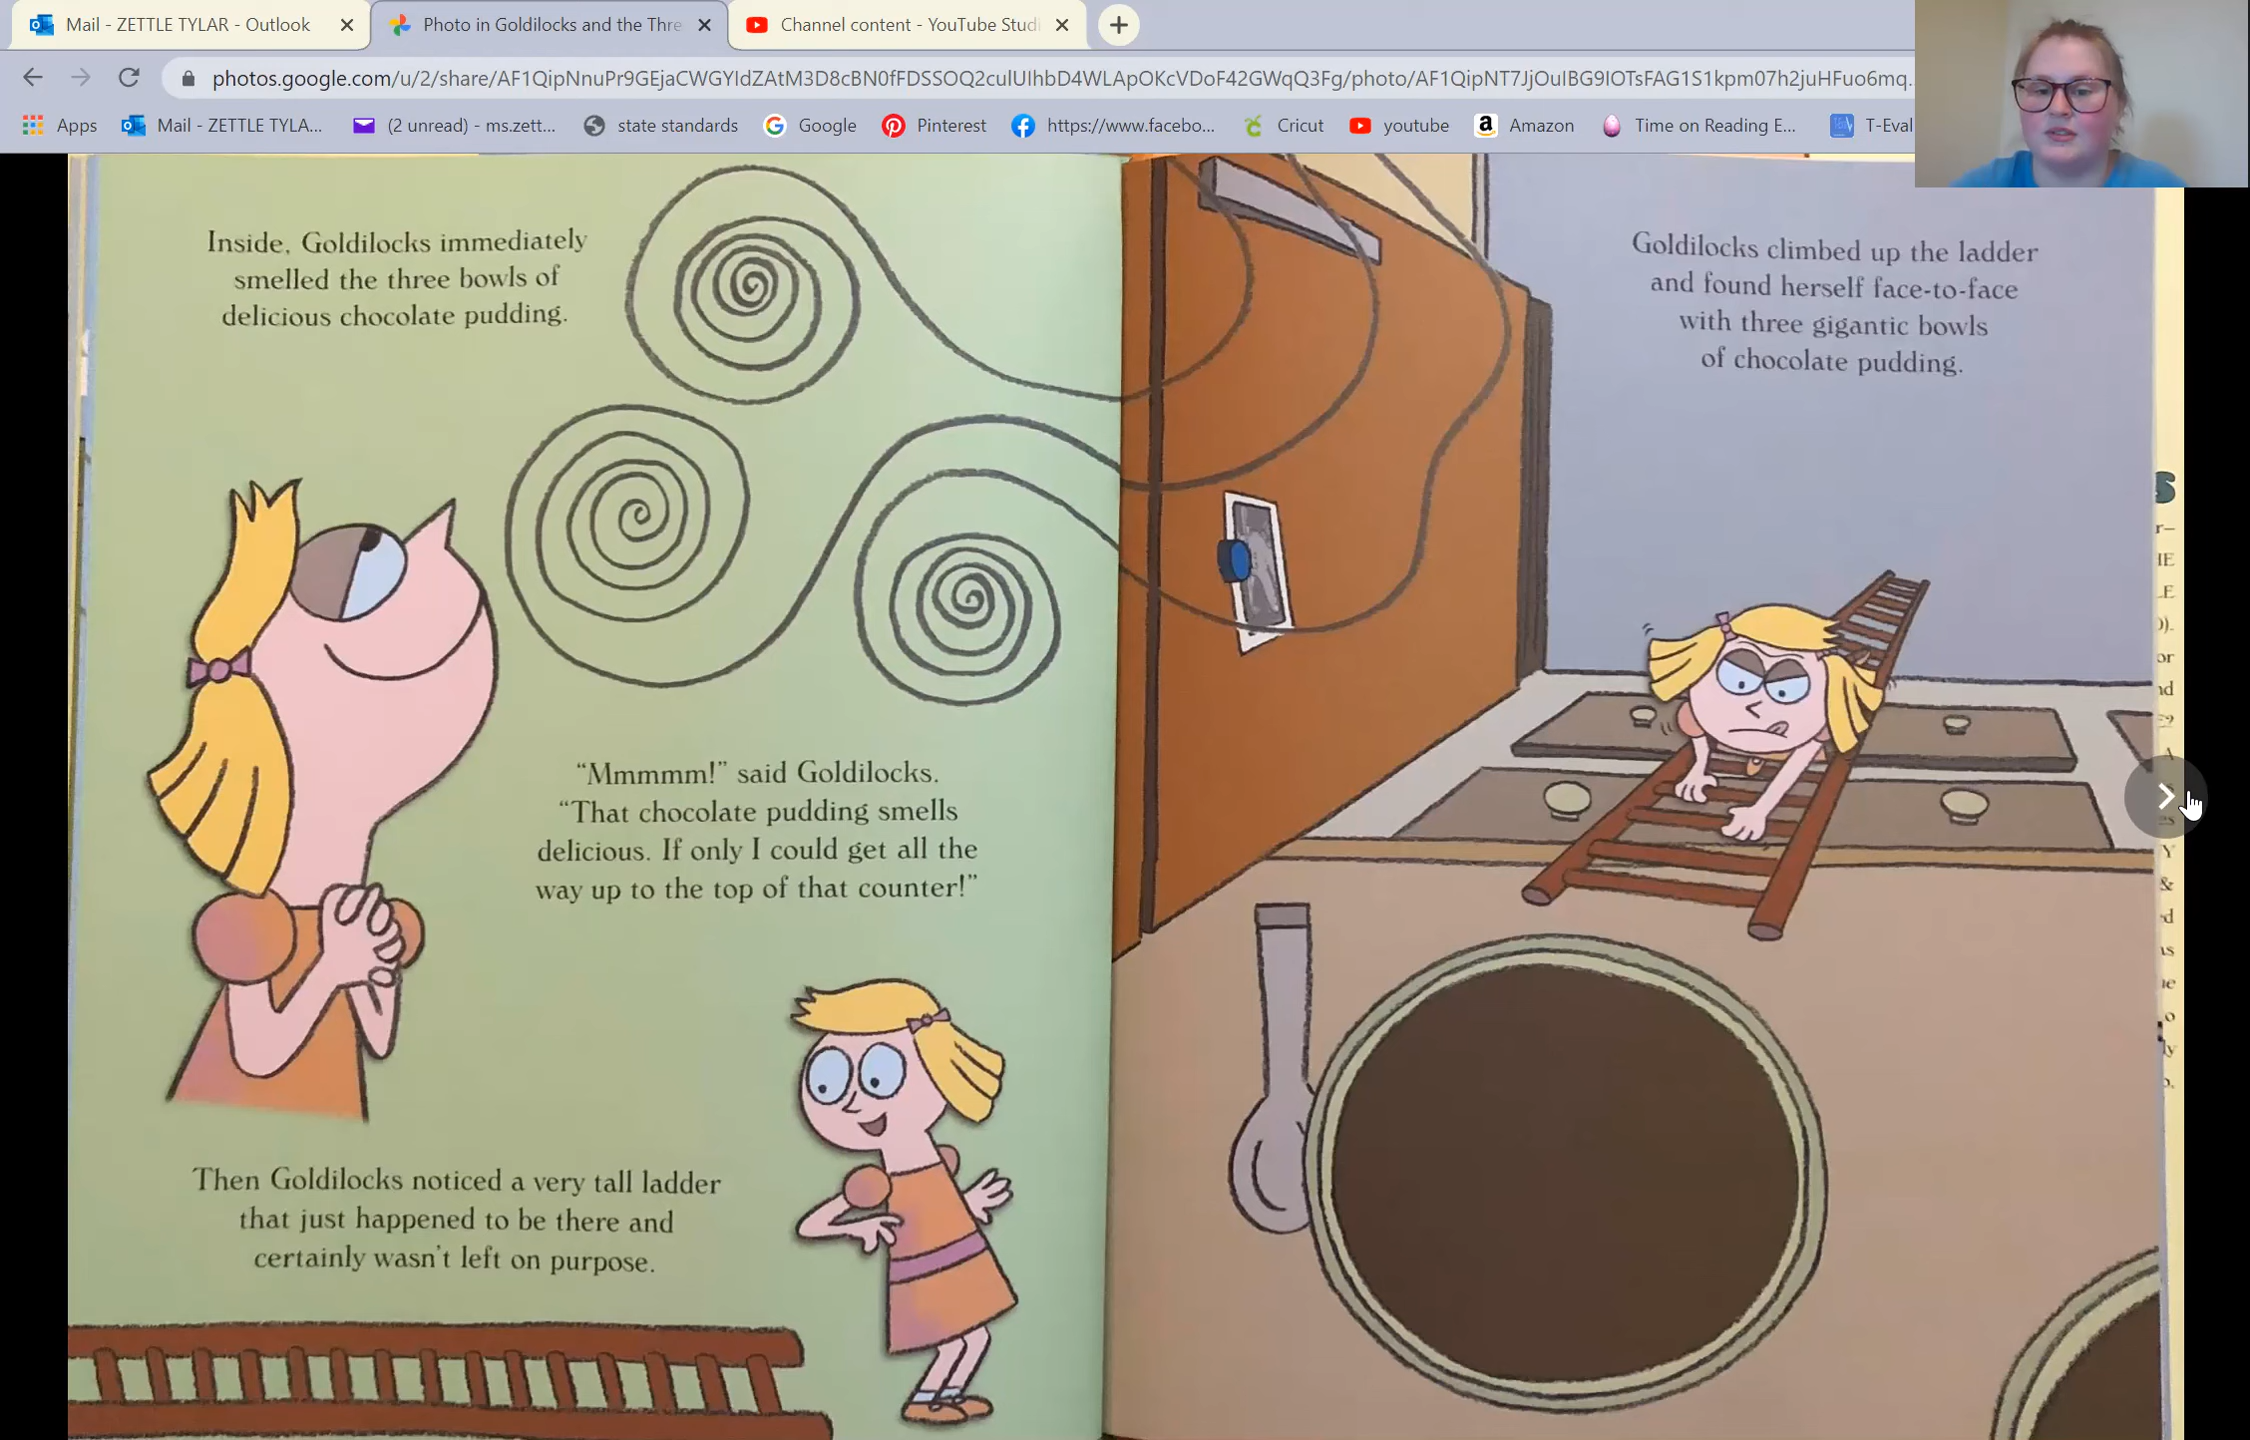 Mail - ZETTLE TYLAR - Outlook
Photo in Goldilocks and the Thre
Channel content - YouTube Studi
photos.google.com/u/2/share/AF1QipNnuPr9GEjaCWGYIdZAtM3D8cBN0fFDSSOQ2culUIhbD4WLApOKcVDoF42GWqQ3Fg/photo/AF1QipNT7JjOuIBG9IOTsFAG1S1kpm07h2juHFuo6mq...
Apps
Mail - ZETTLE TYLA...
(2 unread) - ms.zett...
state standards
Google
Pinterest
https://www.facebo...
Cricut
youtube
Amazon
Time on Reading E...
T-Eval
Inside, Goldilocks immediately
smelled the three bowls of
delicious chocolate pudding.
“Mmmmm!” said Goldilocks.
“That chocolate pudding smells
delicious. If only I could get all the
way up to the top of that counter!”
Then Goldilocks noticed a very tall ladder
that just happened to be there and
certainly wasn't left on purpose.
Goldilocks climbed up the ladder
and found herself face-to-face
with three gigantic bowls
of chocolate pudding.